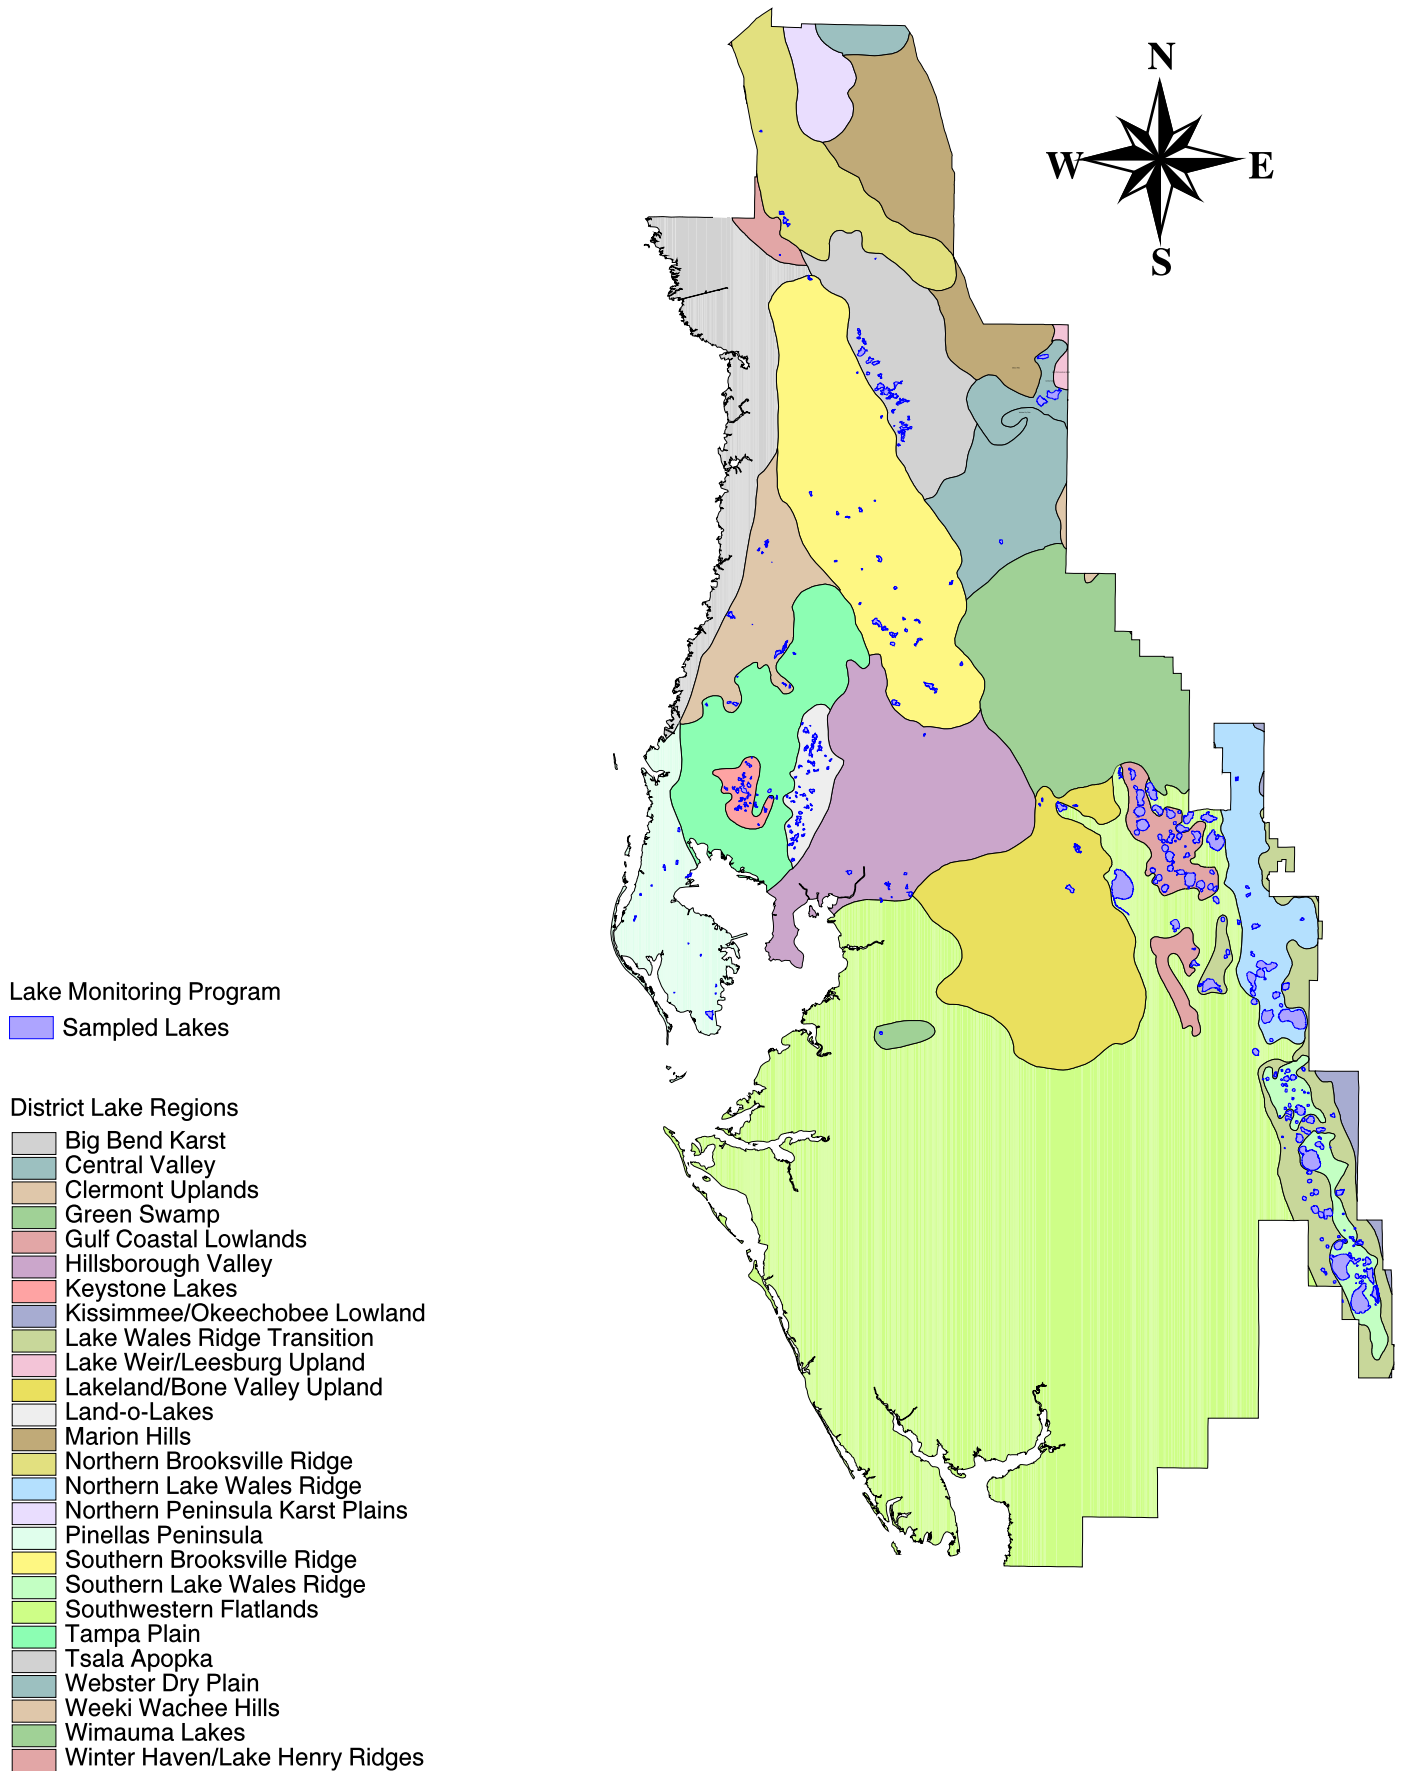 N
W
E
S
Lake Monitoring Program
Sampled Lakes
District Lake Regions
Big Bend Karst
Central Valley
Clermont Uplands
Green Swamp
Gulf Coastal Lowlands
Hillsborough Valley
Keystone Lakes
Kissimmee/Okeechobee Lowland
Lake Wales Ridge Transition
Lake Weir/Leesburg Upland
Lakeland/Bone Valley Upland
Land-o-Lakes
Marion Hills
Northern Brooksville Ridge
Northern Lake Wales Ridge
Northern Peninsula Karst Plains
Pinellas Peninsula
Southern Brooksville Ridge
Southern Lake Wales Ridge
Southwestern Flatlands
Tampa Plain
Tsala Apopka
Webster Dry Plain
Weeki Wachee Hills
Wimauma Lakes
Winter Haven/Lake Henry Ridges